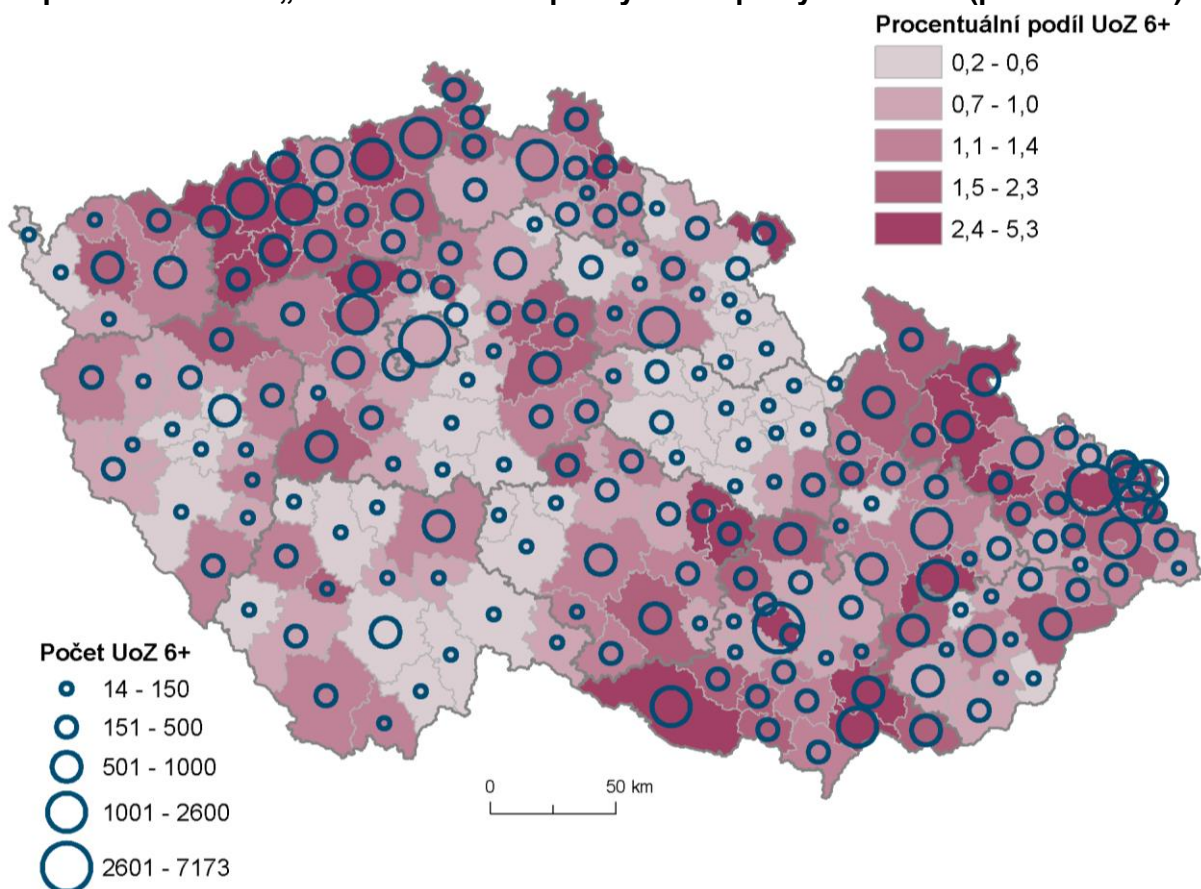 Procentuální podíl UoZ 6+
0,2 - 0,6
0,7 - 1,0
1,1 - 1,4
1,5 - 2,3
2,4 - 5,3
Počet UoZ 6+
14 - 150
151 - 500
501 - 1000
1001 - 2600
2601 - 7173
0 50 km